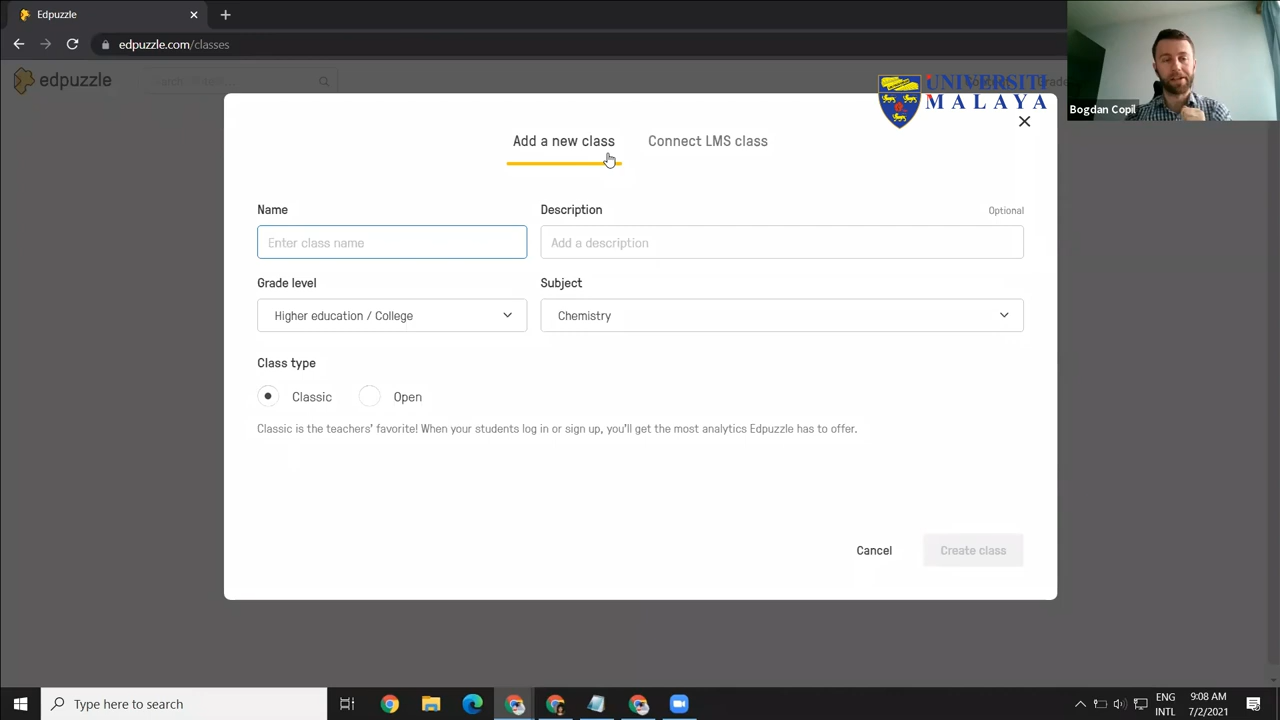 Edpuzzle
edpuzzle.com/classes
edpuzzle
UNIVERSITI
MALAYA
Bogdan Copil
Add a new class
Connect LMS class
Name
Description
Optional
Enter class name
Add a description
Grade level
Subject
Higher education / College
Chemistry
Class type
Classic
Open
Classic is the teachers' favorite! When your students log in or sign up, you'll get the most analytics Edpuzzle has to offer.
Cancel
Create class
Type here to search
ENG
INTL
9:08 AM
7/2/2021